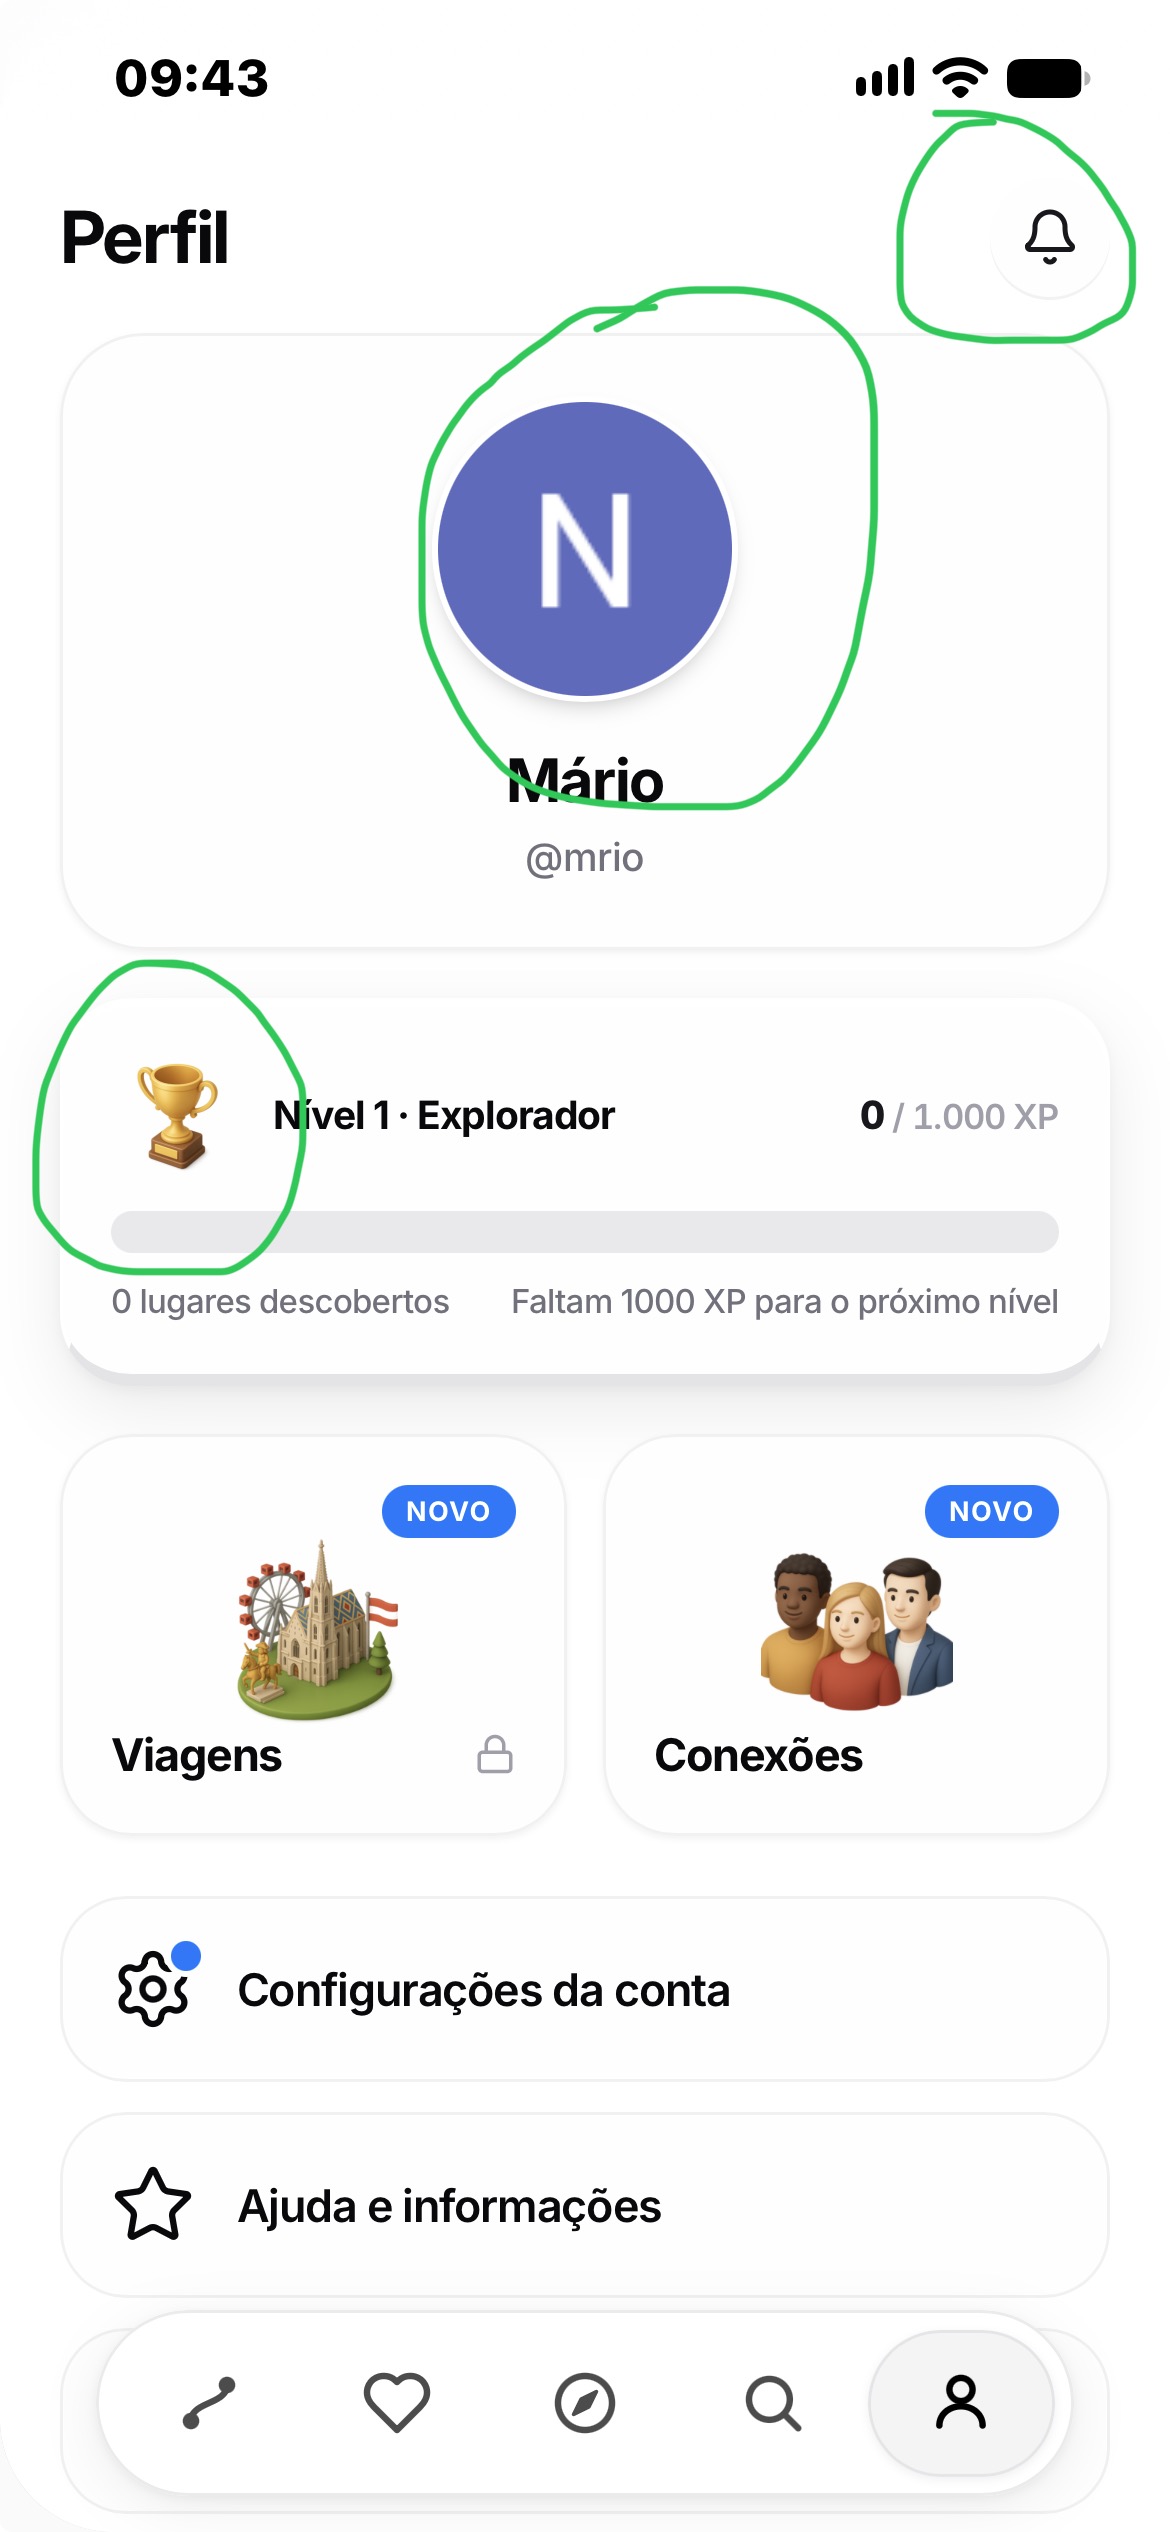 09:43
Perfil
N
Mário
@mrio
Nível 1 · Explorador
0 / 1.000 XP
0 lugares descobertos
Faltam 1000 XP para o próximo nível
NOVO
NOVO
Viagens
Conexões
Configurações da conta
Ajuda e informações